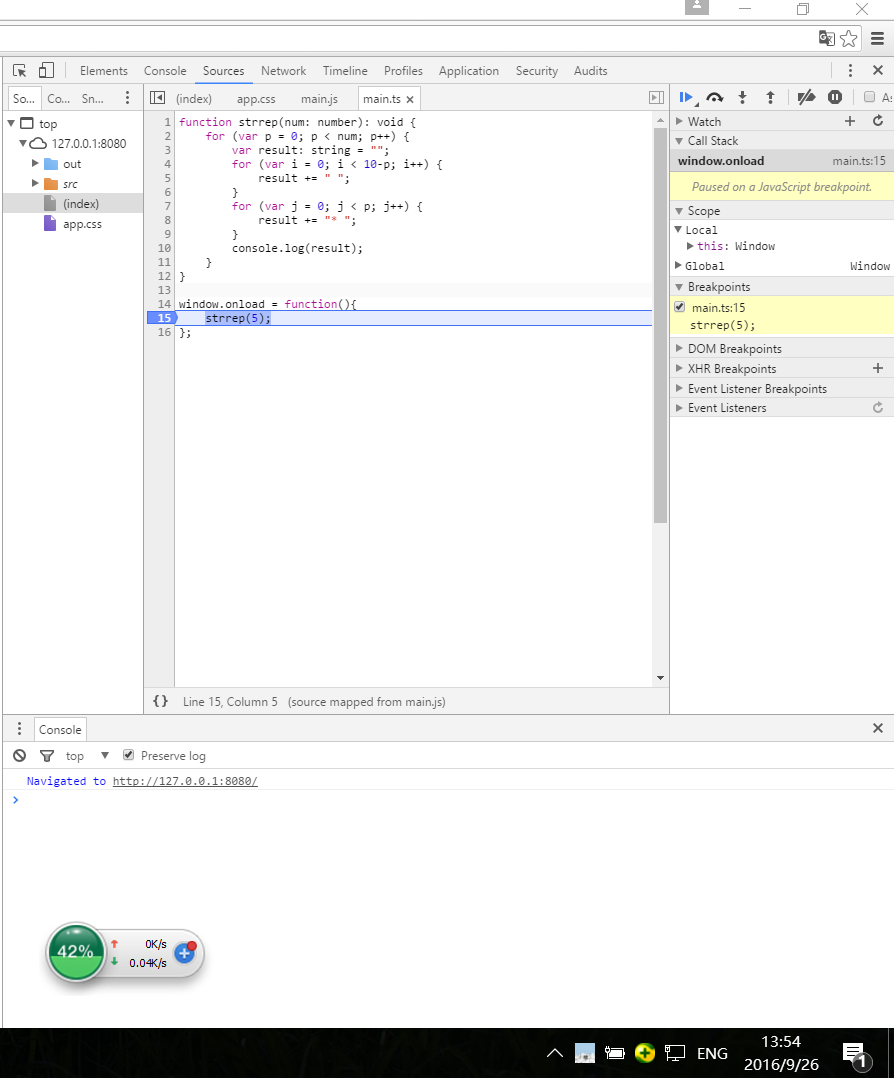 Elements Console Sources Network Timeline Profiles Application Security Audits
So... Co... Sn...
(index) app.css main.js main.ts
top
127.0.0.1:8080
out
src
(index)
app.css
1 function strrep(num: number): void {
2 for (var p = 0; p < num; p++) {
3 var result: string = "";
4 for (var i = 0; i < 10-p; i++) {
5 result += " ";
6 }
7 for (var j = 0; j < p; j++) {
8 result += "* ";
9 }
10 console.log(result);
11 }
12 }
13
14 window.onload = function(){
15 strrep(5);
16 };
{} Line 15, Column 5 (source mapped from main.js)
Watch
Call Stack
window.onload main.ts:15
Paused on a JavaScript breakpoint.
Scope
Local
this: Window
Global Window
Breakpoints
main.ts:15
strrep(5);
DOM Breakpoints
XHR Breakpoints
Event Listener Breakpoints
Event Listeners
Console
top Preserve log
Navigated to http://127.0.0.1:8080/
42% 0K/s
0.04K/s
ENG
13:54
2016/9/26
1